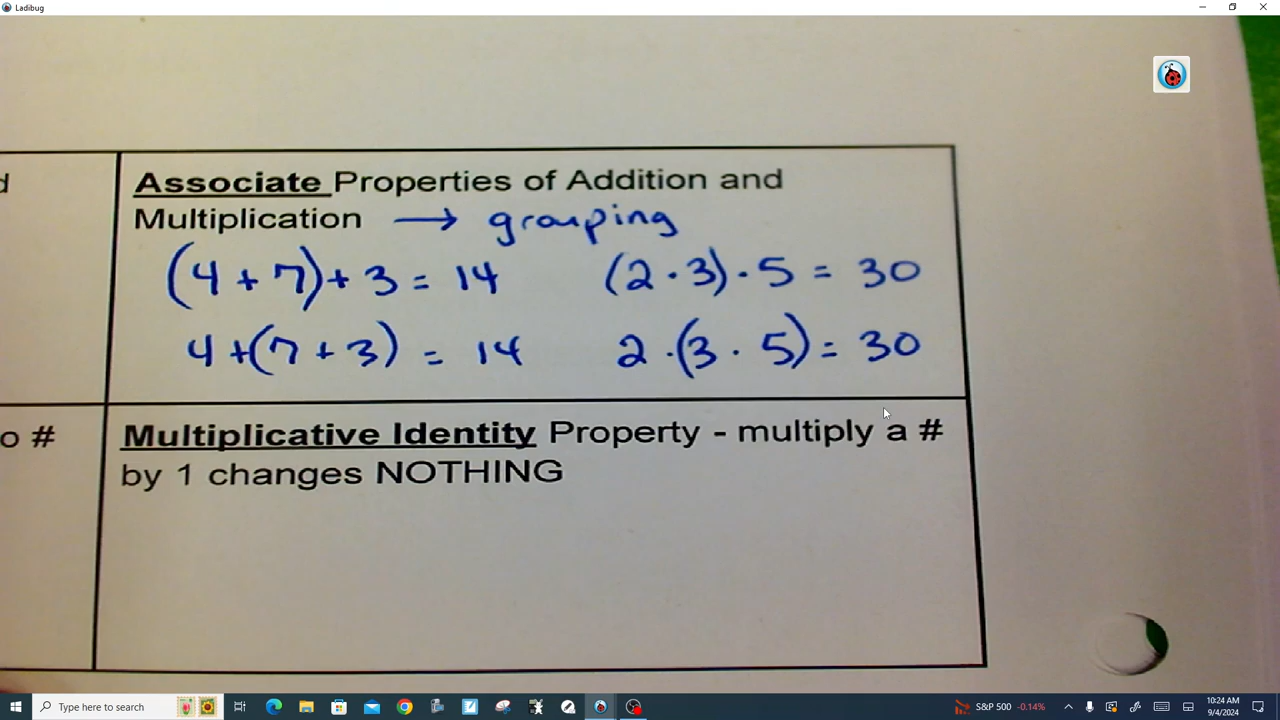 Ladibug
d
Associate Properties of Addition and
Multiplication → grouping
(4 + 7) + 3 = 14
(2 · 3) · 5 = 30
4 + (7 + 3) = 14
2 · (3 · 5) = 30
o #
Multiplicative Identity Property - multiply a #
by 1 changes NOTHING
Type here to search
S&P 500 -0.14%
10:24 AM
9/4/2024